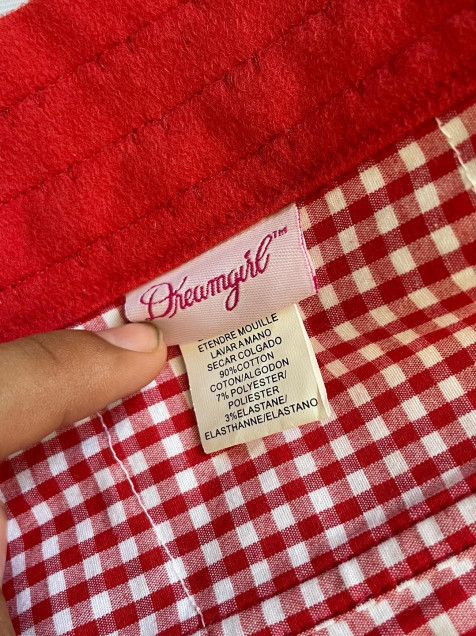 Dreamgirl™
ETENDRE MOUILLE
LAVAR A MANO
SECAR COLGADO
90%COTTON
COTON/ALGODON
7% POLYESTER/
POLIESTER
3%ELASTANE/
ELASTHANNE/ELASTANO